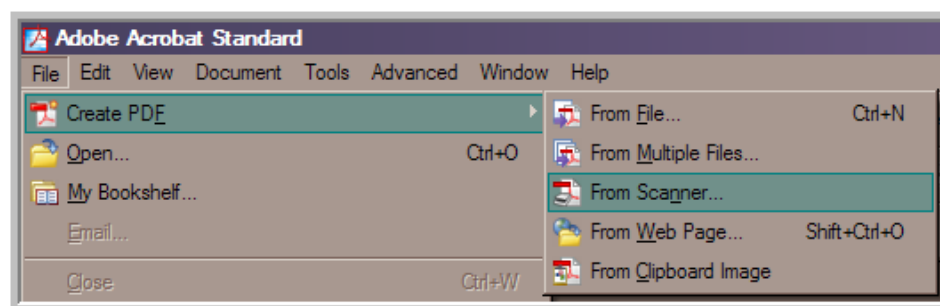 Adobe Acrobat Standard
File Edit View Document Tools Advanced Window Help
Create PDF
Open... Ctrl+O
My Bookshelf...
Email...
Close Ctrl+W
From File... Ctrl+N
From Multiple Files...
From Scanner...
From Web Page... Shift+Ctrl+O
From Clipboard Image